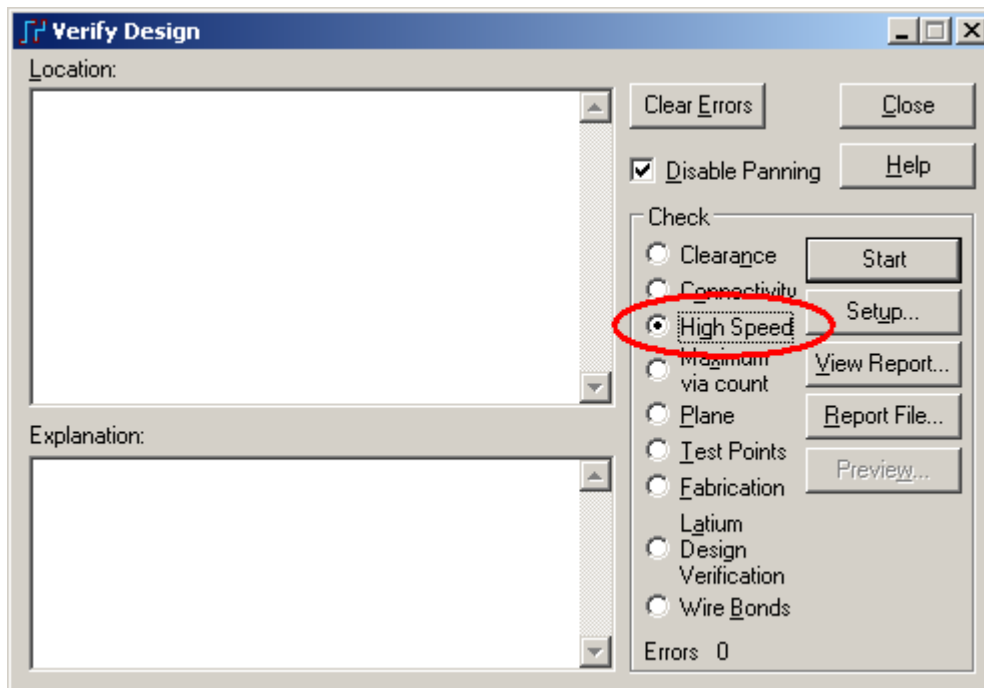 Verify Design
Location:
Clear Errors
Close
Disable Panning
Help
Check
Clearance
Start
Connectivity
Setup...
High Speed
Maximum
via count
View Report...
Plane
Report File...
Explanation:
Test Points
Preview...
Fabrication
Latium
Design
Verification
Wire Bonds
Errors 0